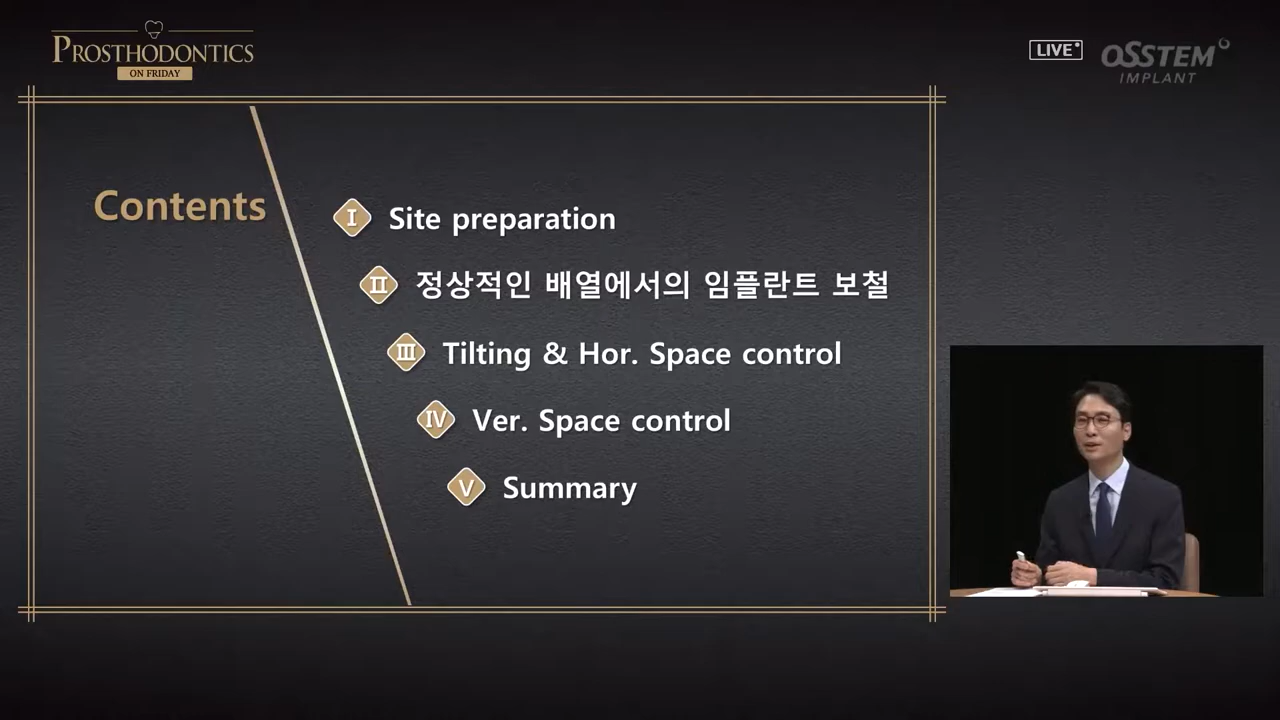 PROSTHODONTICS
ON FRIDAY
LIVE
OSSTEM
IMPLANT
Contents
I Site preparation
II 정상적인 배열에서의 임플란트 보철
III Tilting & Hor. Space control
IV Ver. Space control
V Summary